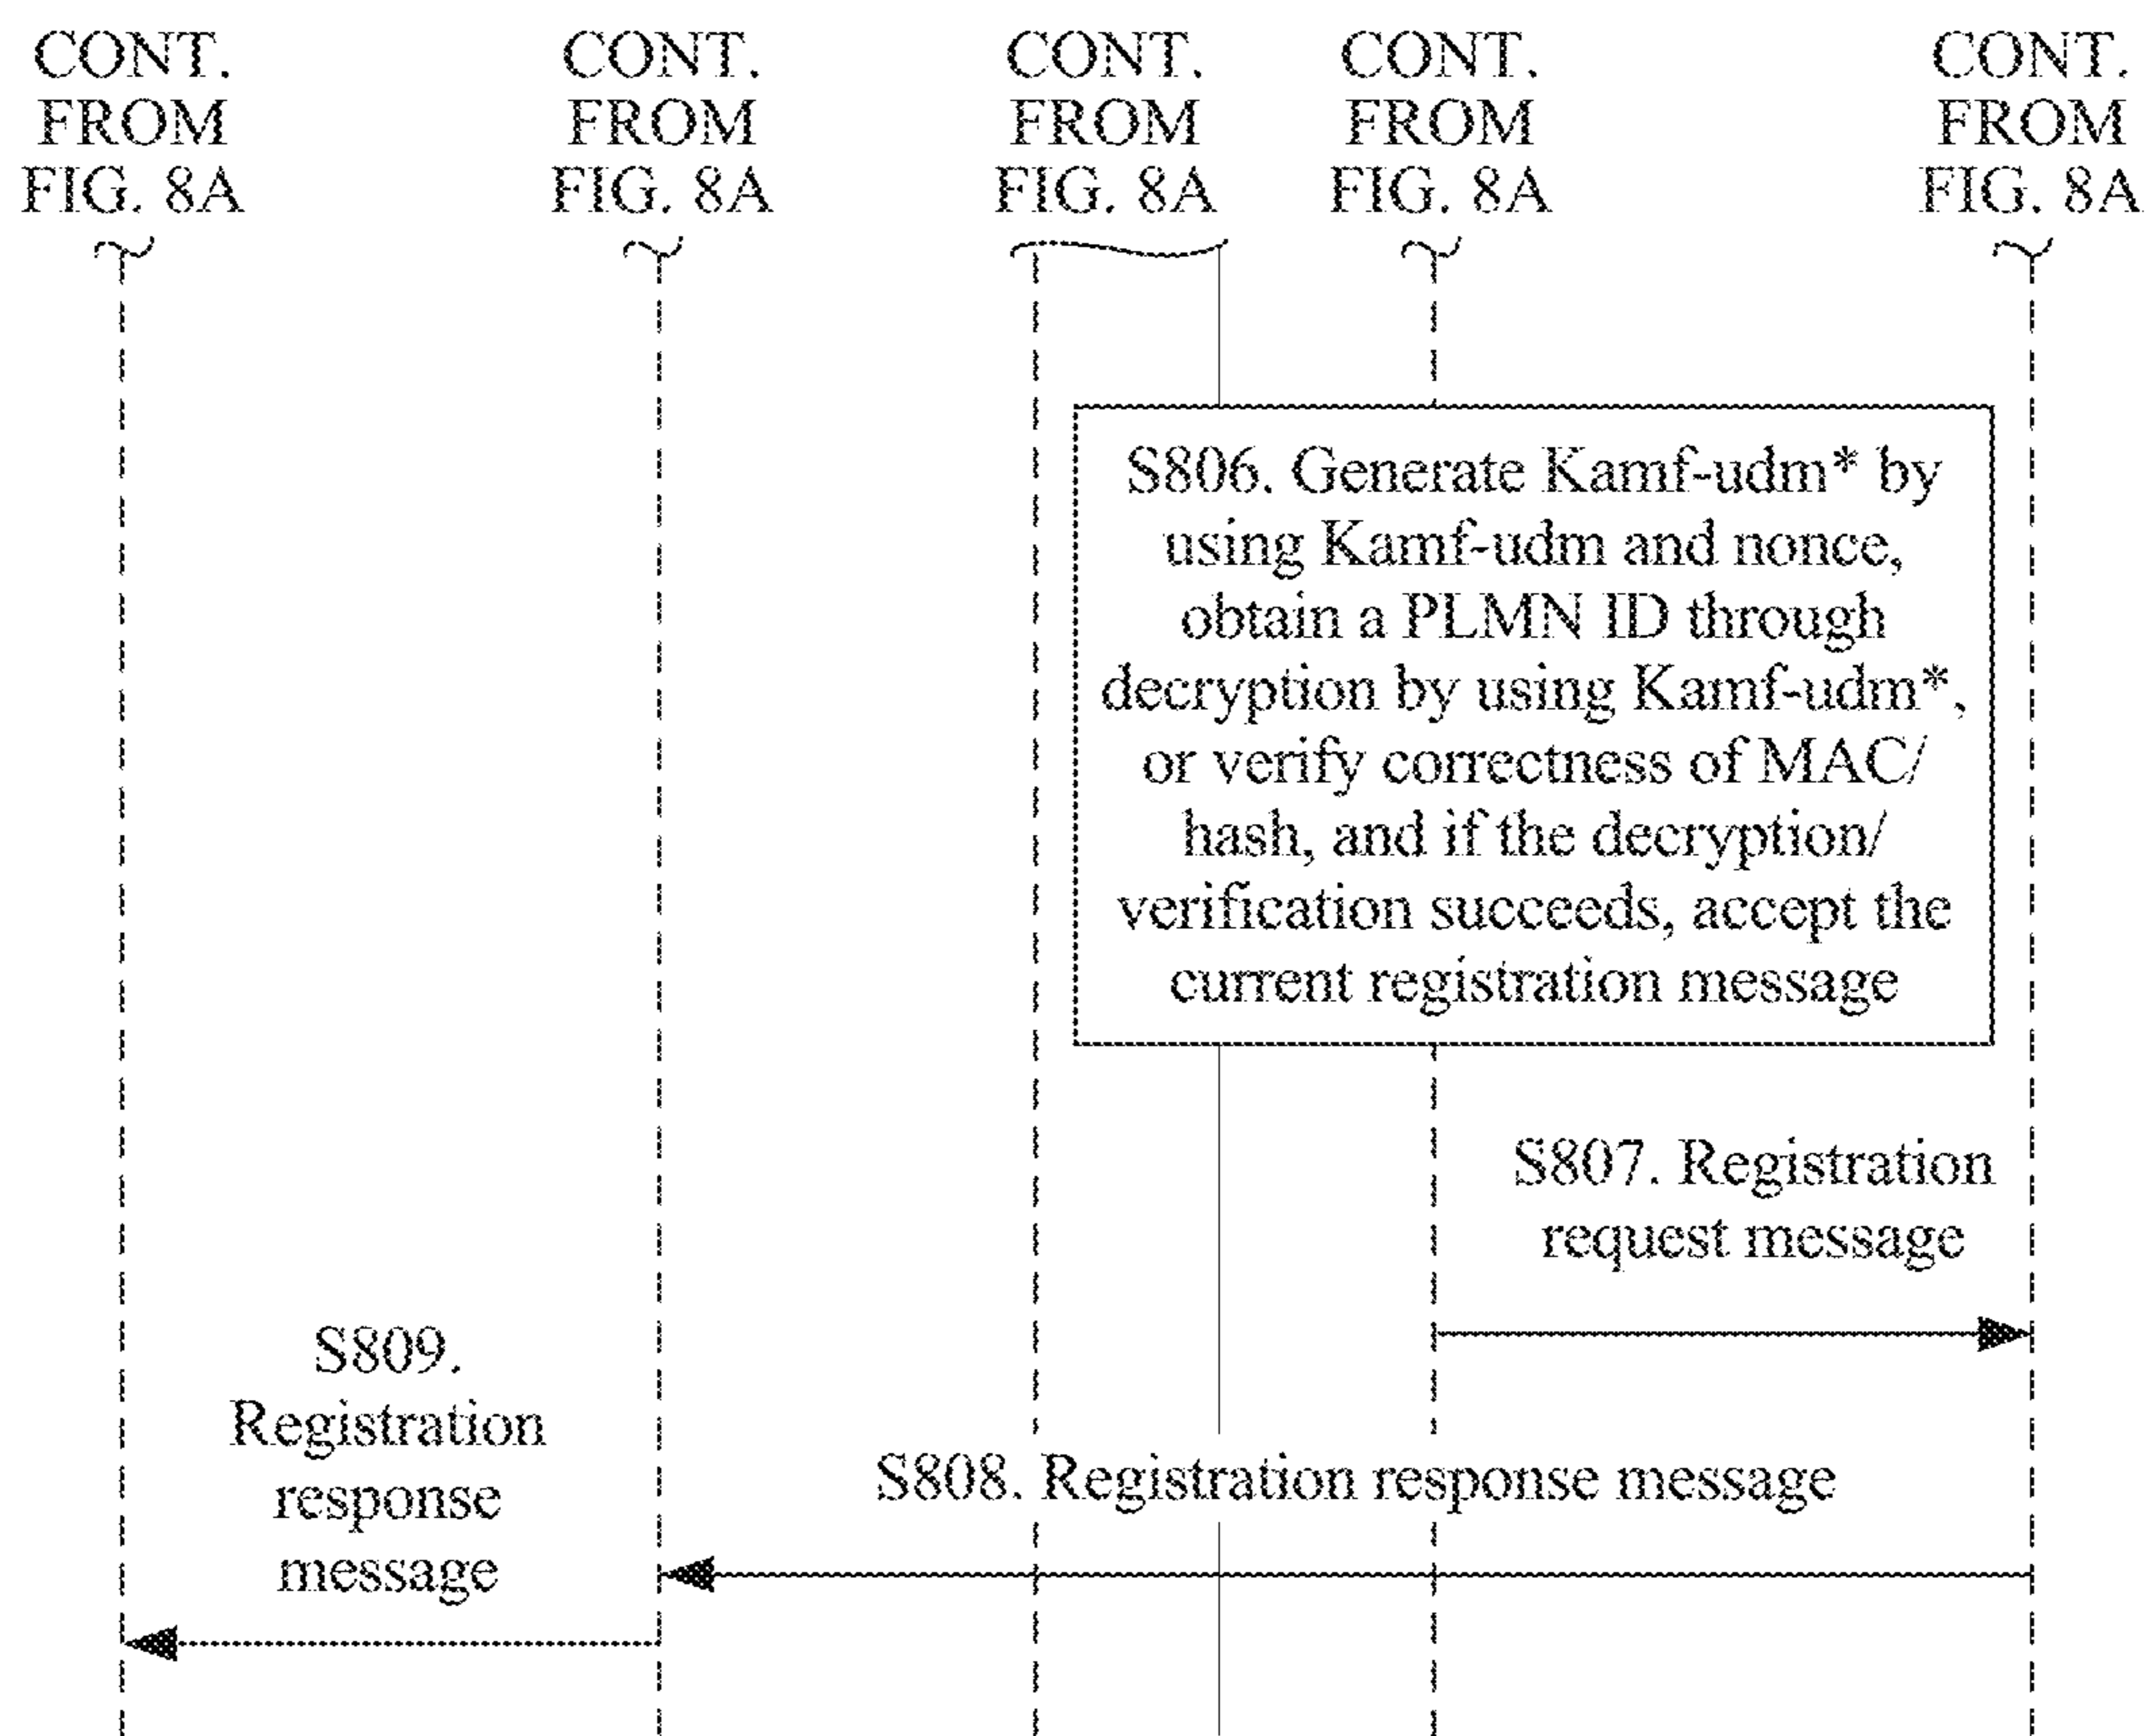 CONT.
FROM
FIG. 8A
CONT.
FROM
FIG. 8A
CONT.
FROM
FIG. 8A
CONT.
FROM
FIG. 8A
CONT.
FROM
FIG. 8A
S806. Generate Kamf-udm* by
using Kamf-udm and nonce,
obtain a PLMN ID through
decryption by using Kamf-udm*,
or verify correctness of MAC/
hash, and if the decryption/
verification succeeds, accept the
current registration message
S807. Registration
request message
S809.
Registration
response
message
S808. Registration response message